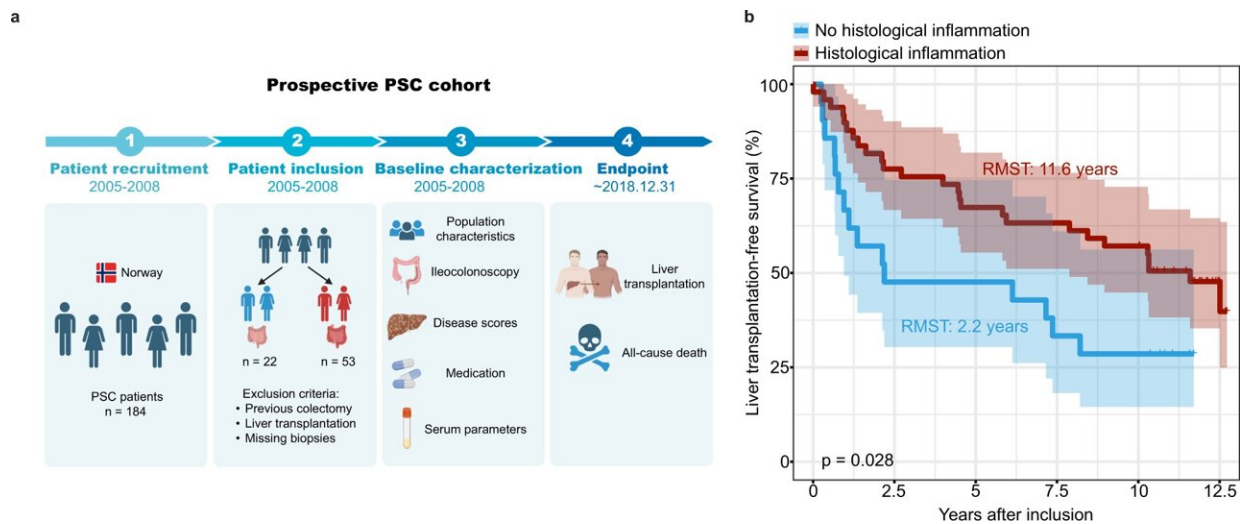 a
Prospective PSC cohort
1
2
3
4
Patient recruitment
2005-2008
Patient inclusion
2005-2008
Baseline characterization
2005-2008
Endpoint
~2018.12.31
Norway
PSC patients
n = 184
n = 22
n = 53
Exclusion criteria:
• Previous colectomy
• Liver transplantation
• Missing biopsies
Population
characteristics
Ileocolonoscopy
Disease scores
Medication
Serum parameters
Liver
transplantation
All-cause death
b
No histological inflammation
Histological inflammation
Liver transplantation-free survival (%)
100
75
50
25
0
RMST: 11.6 years
RMST: 2.2 years
p = 0.028
0
2.5
5
7.5
10
12.5
Years after inclusion